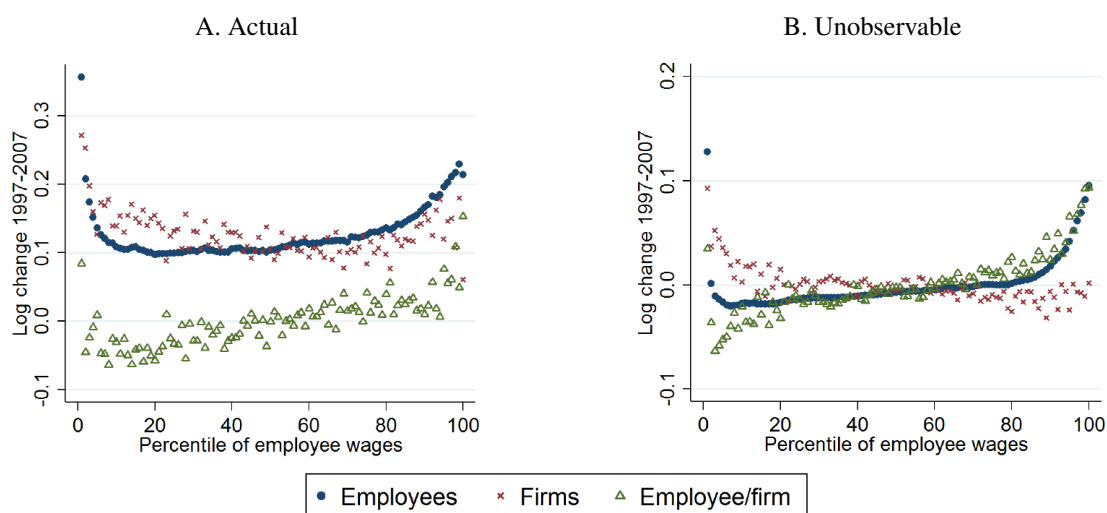 A. Actual
B. Unobservable
Log change 1997-2007
0.3
0.2
0.1
0.0
-0.1
0 20 40 60 80 100
Percentile of employee wages
Log change 1997-2007
0.2
0.1
0.0
-0.1
0 20 40 60 80 100
Percentile of employee wages
Employees Firms Employee/firm